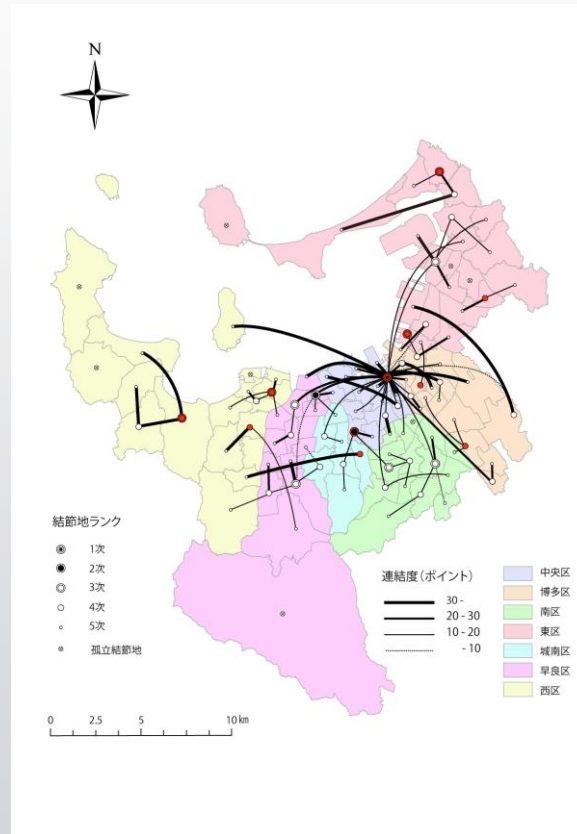 N
結節地ランク
1次
2次
3次
4次
5次
孤立結節地
0 2.5 5 10 km
連結度(ポイント)
30 -
20 - 30
10 - 20
- 10
中央区
博多区
南区
東区
城南区
早良区
西区